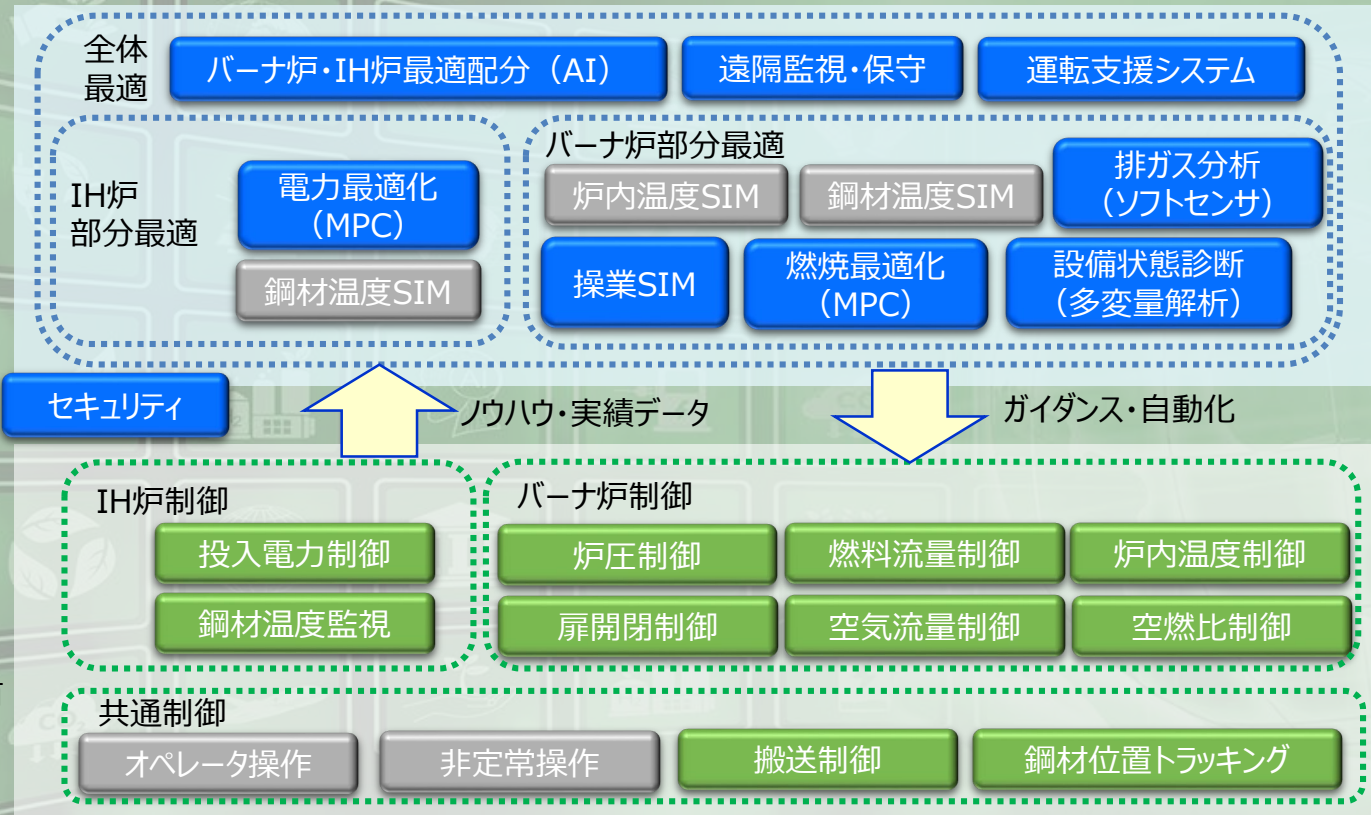 全体
最適
バーナ炉・IH炉最適配分（AI）
遠隔監視・保守
運転支援システム
IH炉
部分最適
電力最適化
（MPC）
鋼材温度SIM
バーナ炉部分最適
炉内温度SIM
鋼材温度SIM
排ガス分析
（ソフトセンサ）
操業SIM
燃焼最適化
（MPC）
設備状態診断
（多変量解析）
セキュリティ
ノウハウ・実績データ
ガイダンス・自動化
IH炉制御
投入電力制御
鋼材温度監視
バーナ炉制御
炉圧制御
燃料流量制御
炉内温度制御
扉開閉制御
空気流量制御
空燃比制御
共通制御
オペレータ操作
非定常操作
搬送制御
鋼材位置トラッキング